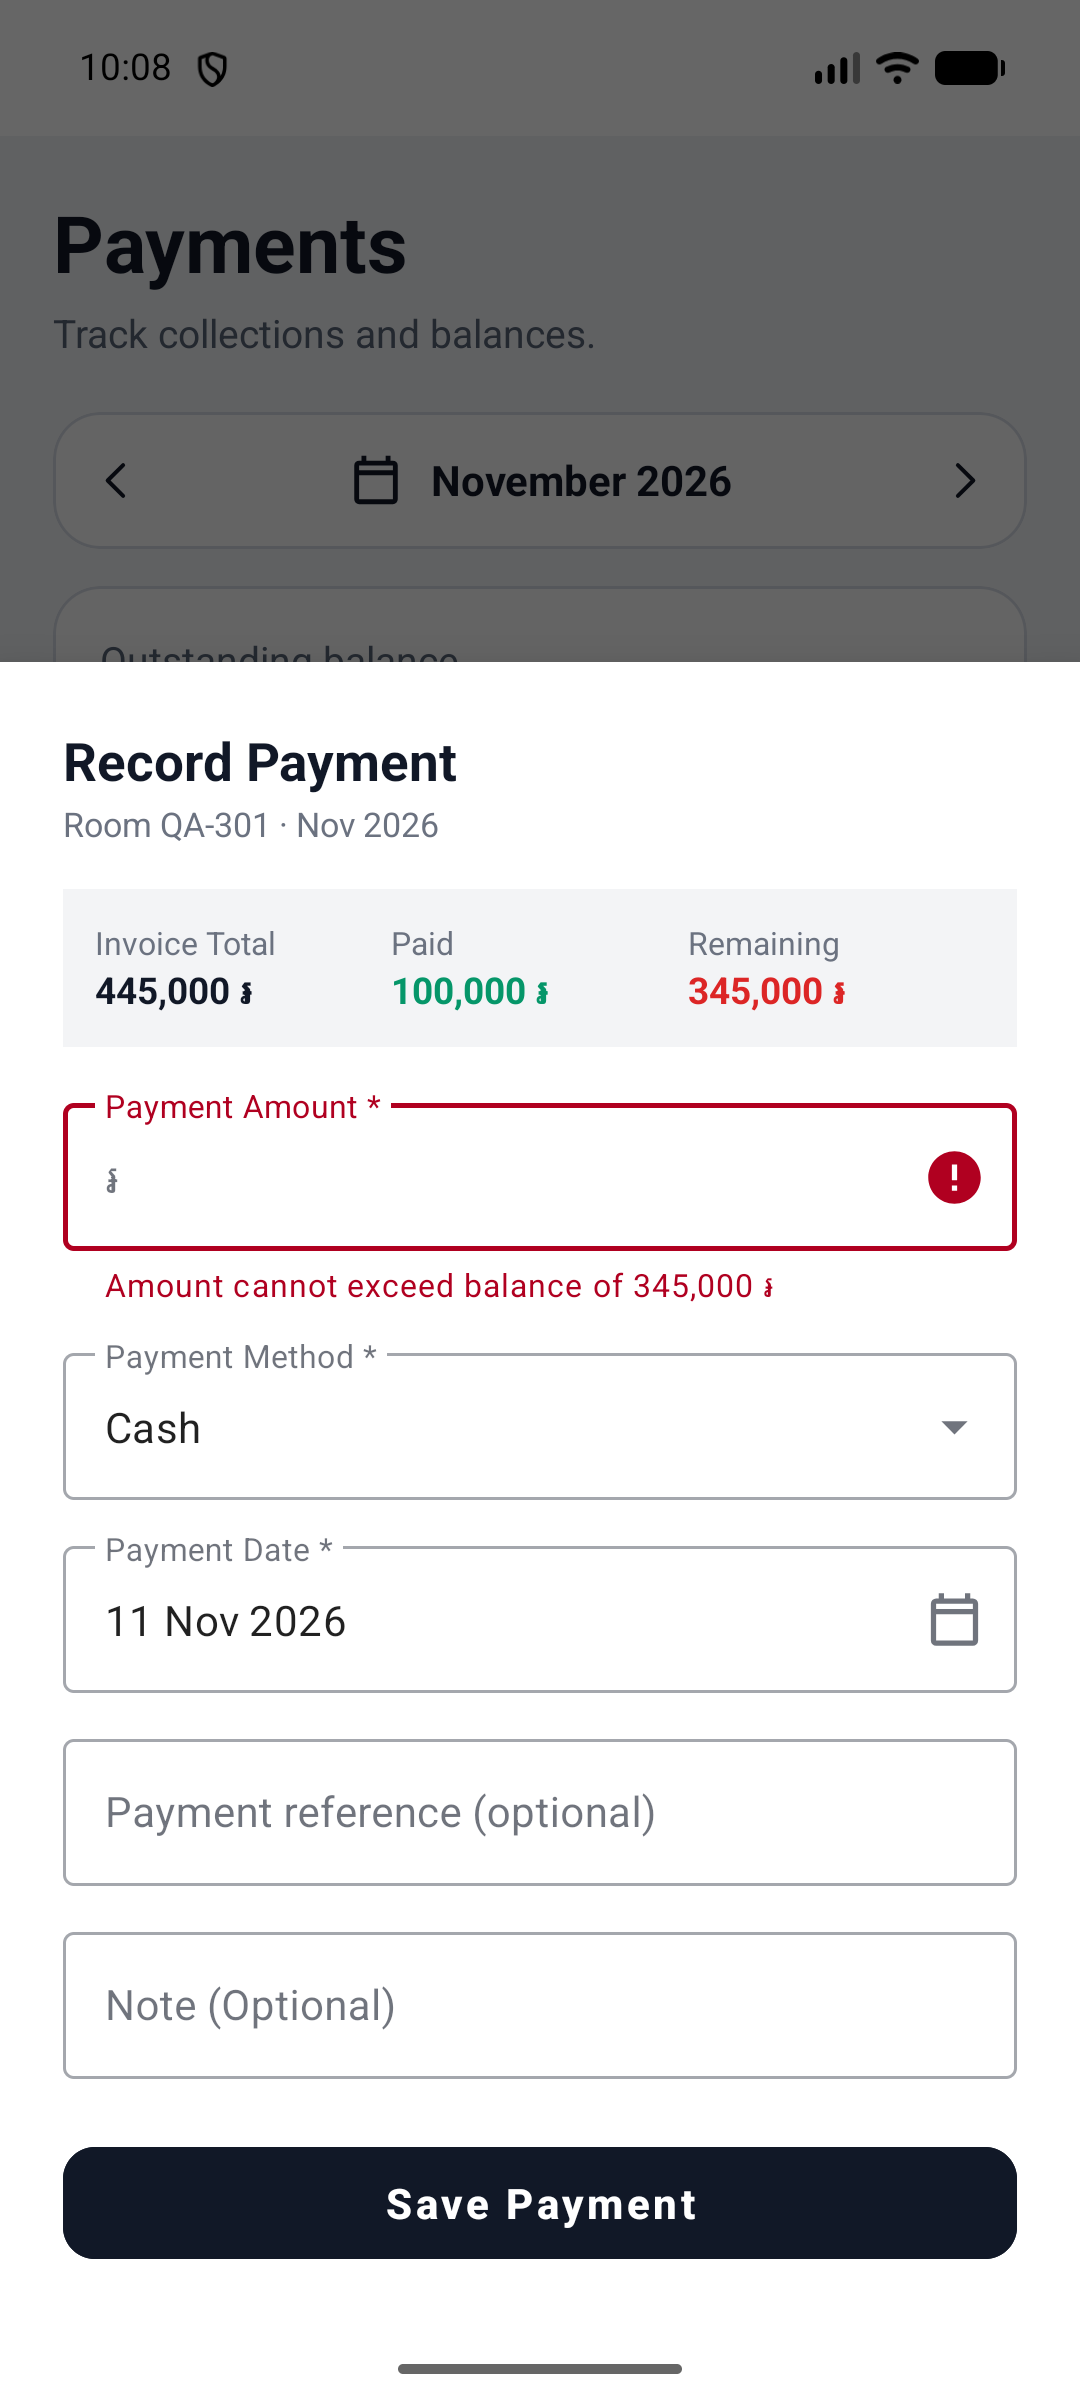 10:08
Payments
Track collections and balances.
November 2026
Outstanding balance
Record Payment
Room QA-301 · Nov 2026
Invoice Total
445,000 ៛
Paid
100,000 ៛
Remaining
345,000 ៛
Payment Amount *
៛
Amount cannot exceed balance of 345,000 ៛
Payment Method *
Cash
Payment Date *
11 Nov 2026
Payment reference (optional)
Note (Optional)
Save Payment